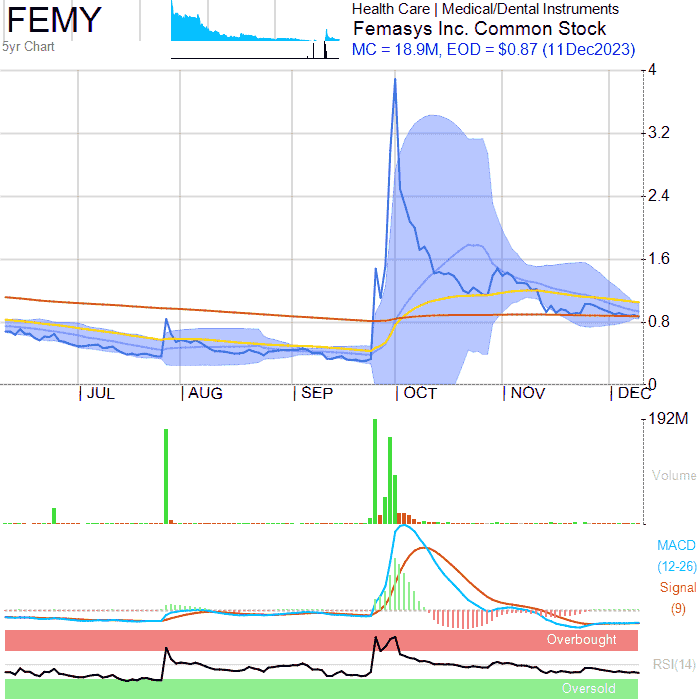 FEMY
5yr Chart
Health Care | Medical/Dental Instruments
Femasys Inc. Common Stock
MC = 18.9M, EOD = $0.87 (11Dec2023)
4
3.2
2.4
1.6
0.8
0
JUL AUG SEP OCT NOV DEC
192M
Volume
MACD
(12-26)
Signal
(9)
Overbought
RSI(14)
Oversold